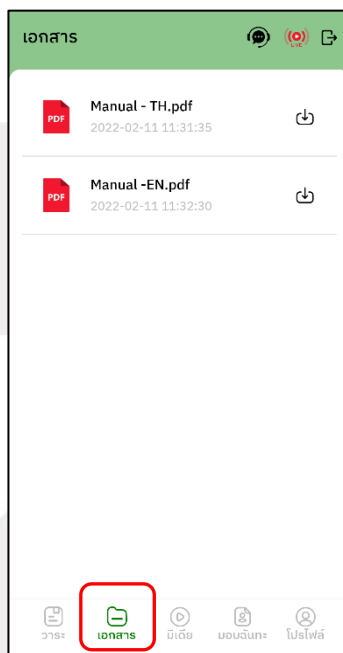 เอกสาร
LIVE
PDF
Manual - TH.pdf
2022-02-11 11:31:35
PDF
Manual -EN.pdf
2022-02-11 11:32:30
วาระ
เอกสาร
มีเดีย
มอบฉันทะ
โปรไฟล์